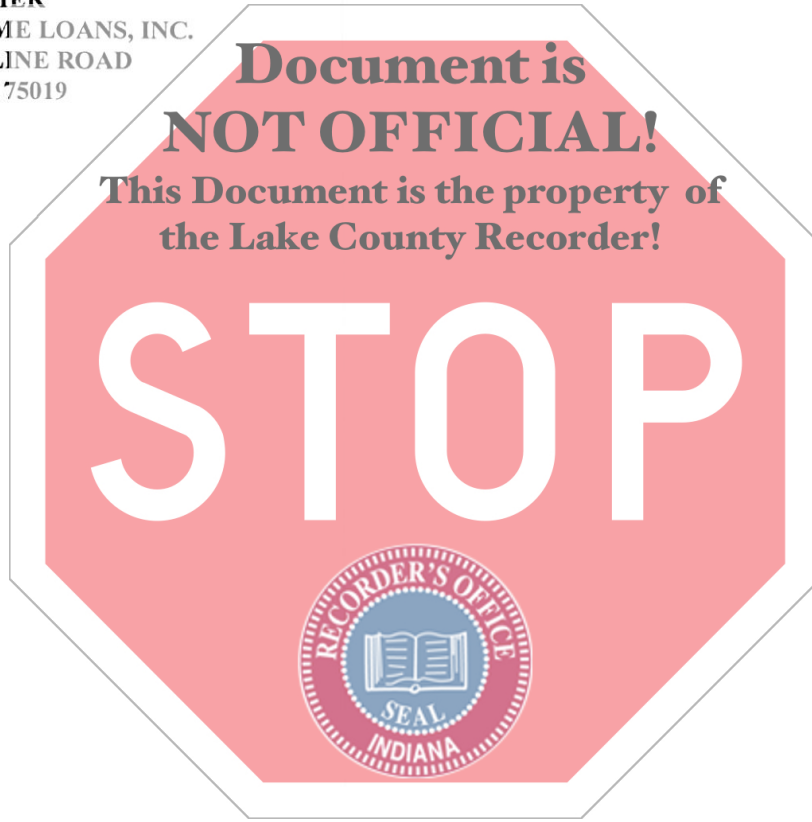 ME LOANS, INC.
LINE ROAD
75019
Document is
NOT OFFICIAL!
This Document is the property of
the Lake County Recorder!
STOP
RECORDER'S OFFICE
SEAL
INDIANA